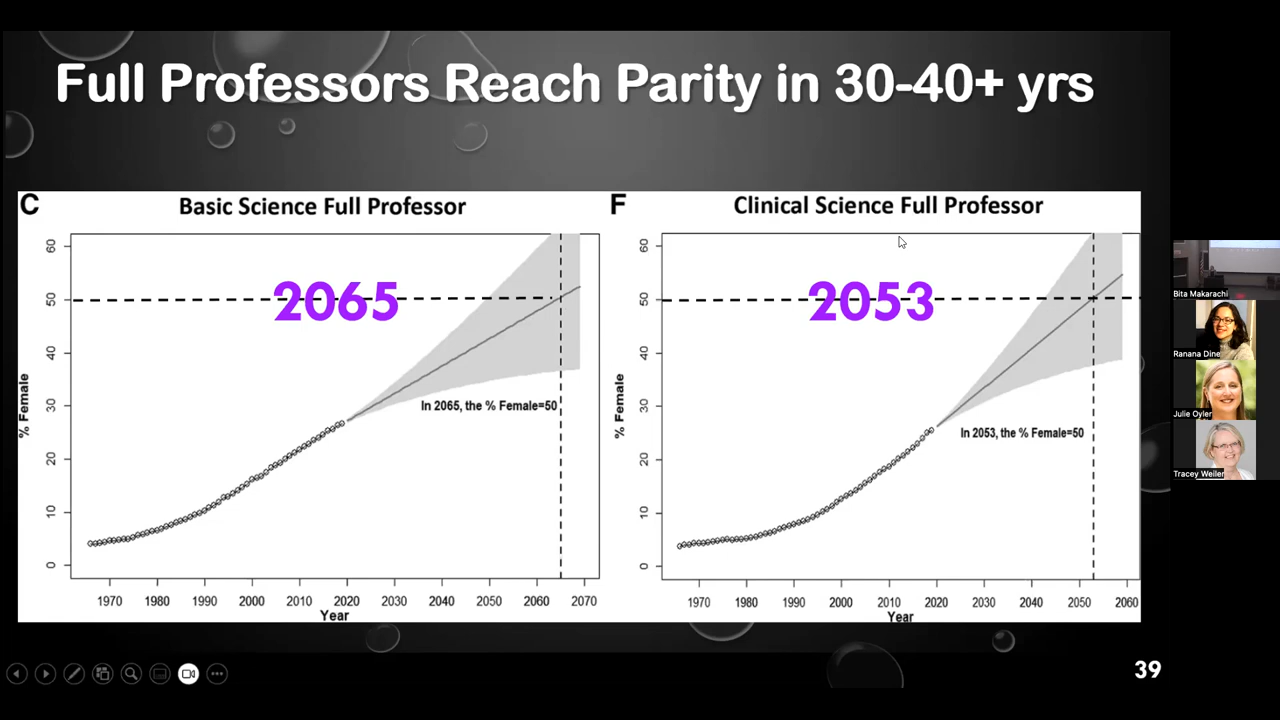 Full Professors Reach Parity in 30-40+ yrs
C
Basic Science Full Professor
% Female
60
50
40
30
20
10
0
2065
In 2065, the % Female=50
1970 1980 1990 2000 2010 2020 2030 2040 2050 2060 2070
Year
F
Clinical Science Full Professor
% Female
60
50
40
30
20
10
0
2053
In 2053, the % Female=50
1970 1980 1990 2000 2010 2020 2030 2040 2050 2060
Year
39
Bita Makarachi
Ranana Dine
Julie Oyler
Tracey Weiler